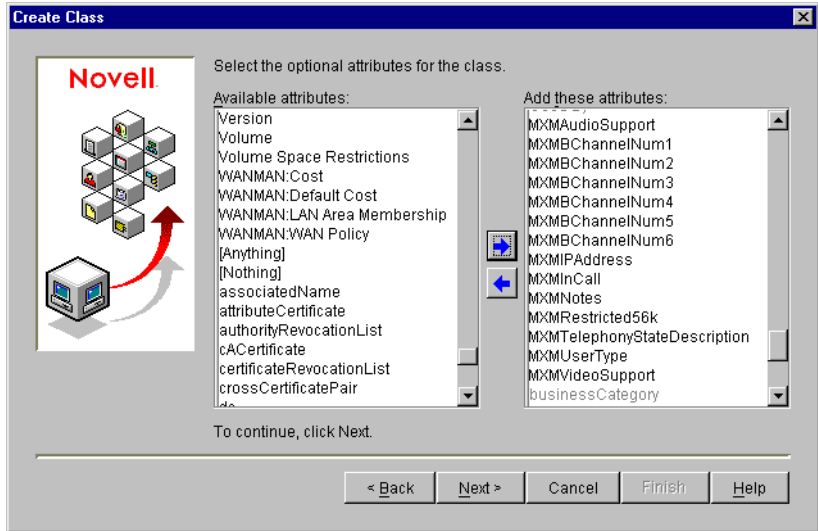 Create Class
Novell
Select the optional attributes for the class.
Available attributes:
Version
Volume
Volume Space Restrictions
WANMAN:Cost
WANMAN:Default Cost
WANMAN:LAN Area Membership
WANMAN:WAN Policy
[Anything]
[Nothing]
associatedName
attributeCertificate
authorityRevocationList
cACertificate
certificateRevocationList
crossCertificatePair
Add these attributes:
MXMAudioSupport
MXMBChannelNum1
MXMBChannelNum2
MXMBChannelNum3
MXMBChannelNum4
MXMBChannelNum5
MXMBChannelNum6
MXMIPAddress
MXMInCall
MXMNotes
MXMRestricted56k
MXMTelephonyStateDescription
MXMUserType
MXMVideoSupport
businessCategory
To continue, click Next.
< Back
Next >
Cancel
Finish
Help